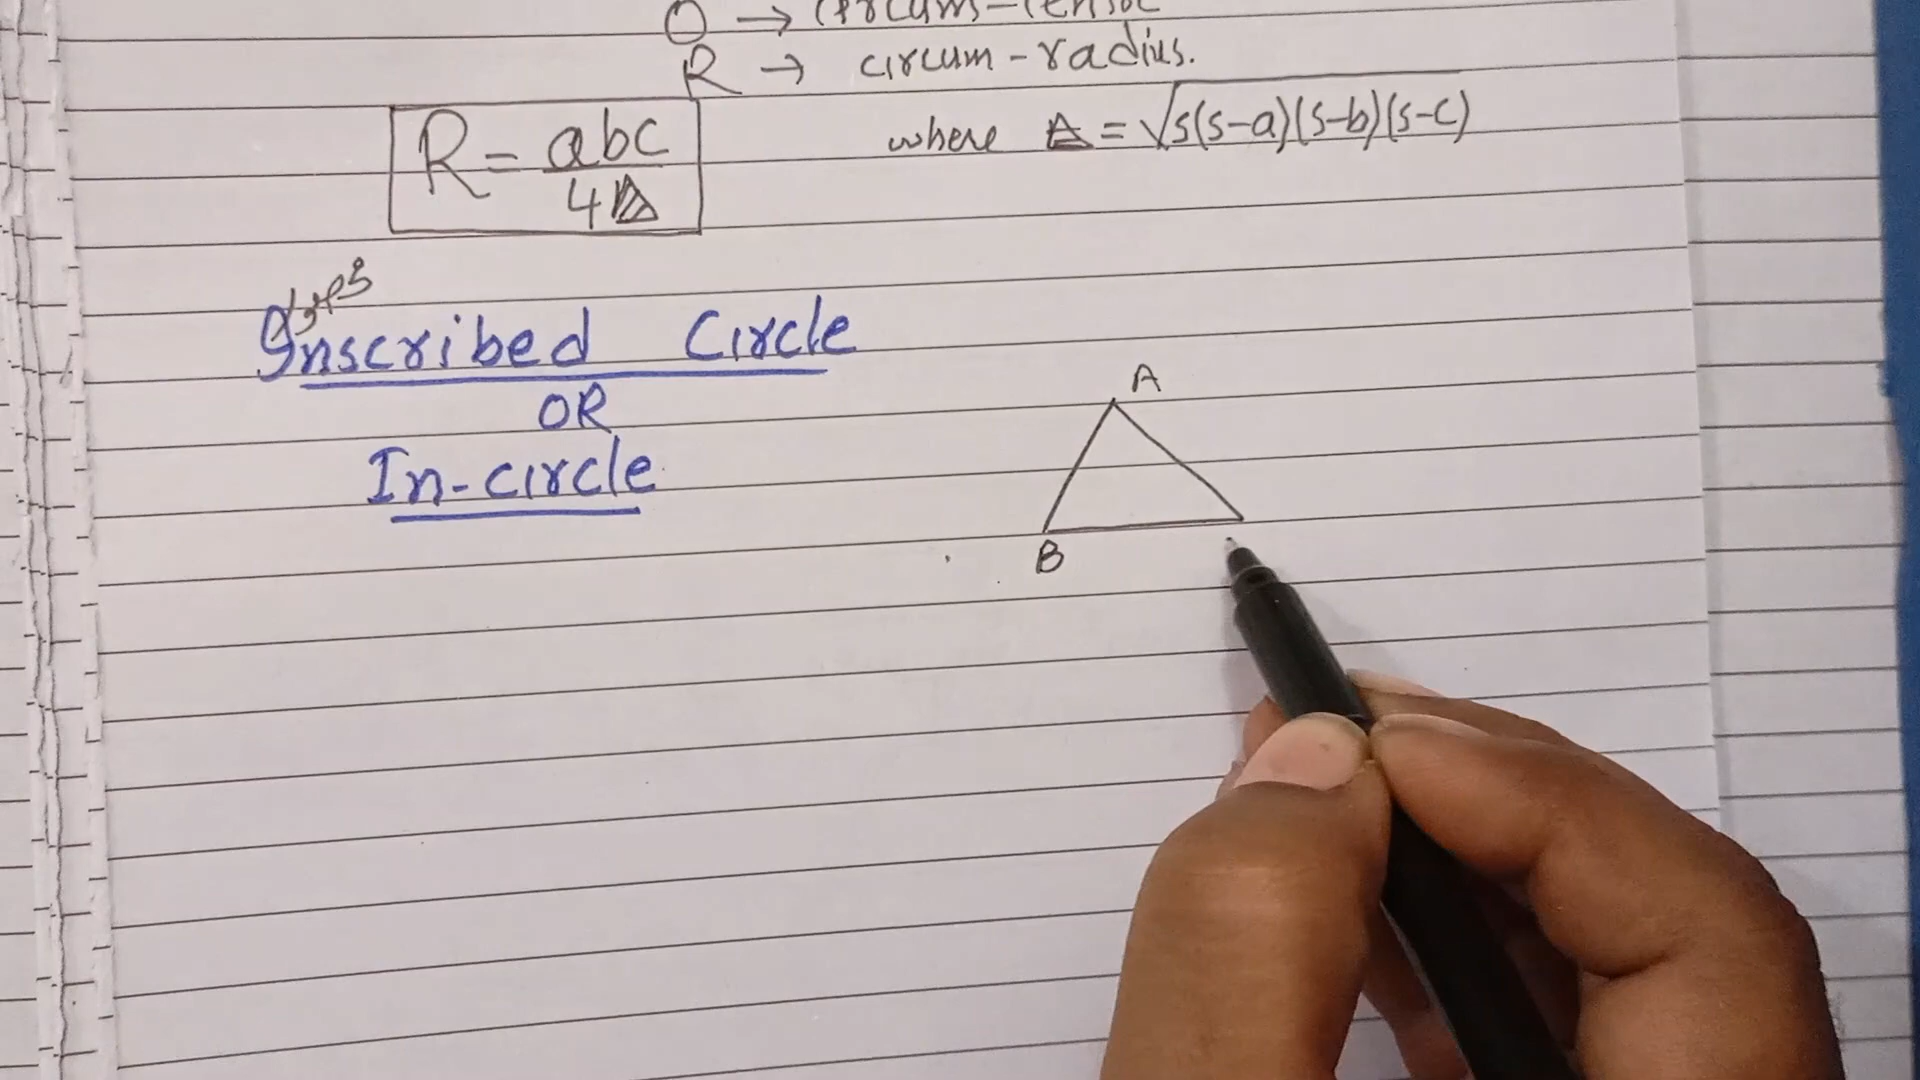 O →
R → circum-radius.
R = abc / 4Δ
where Δ = √s(s-a)(s-b)(s-c)
Inscribed Circle
OR
In-circle
A
B